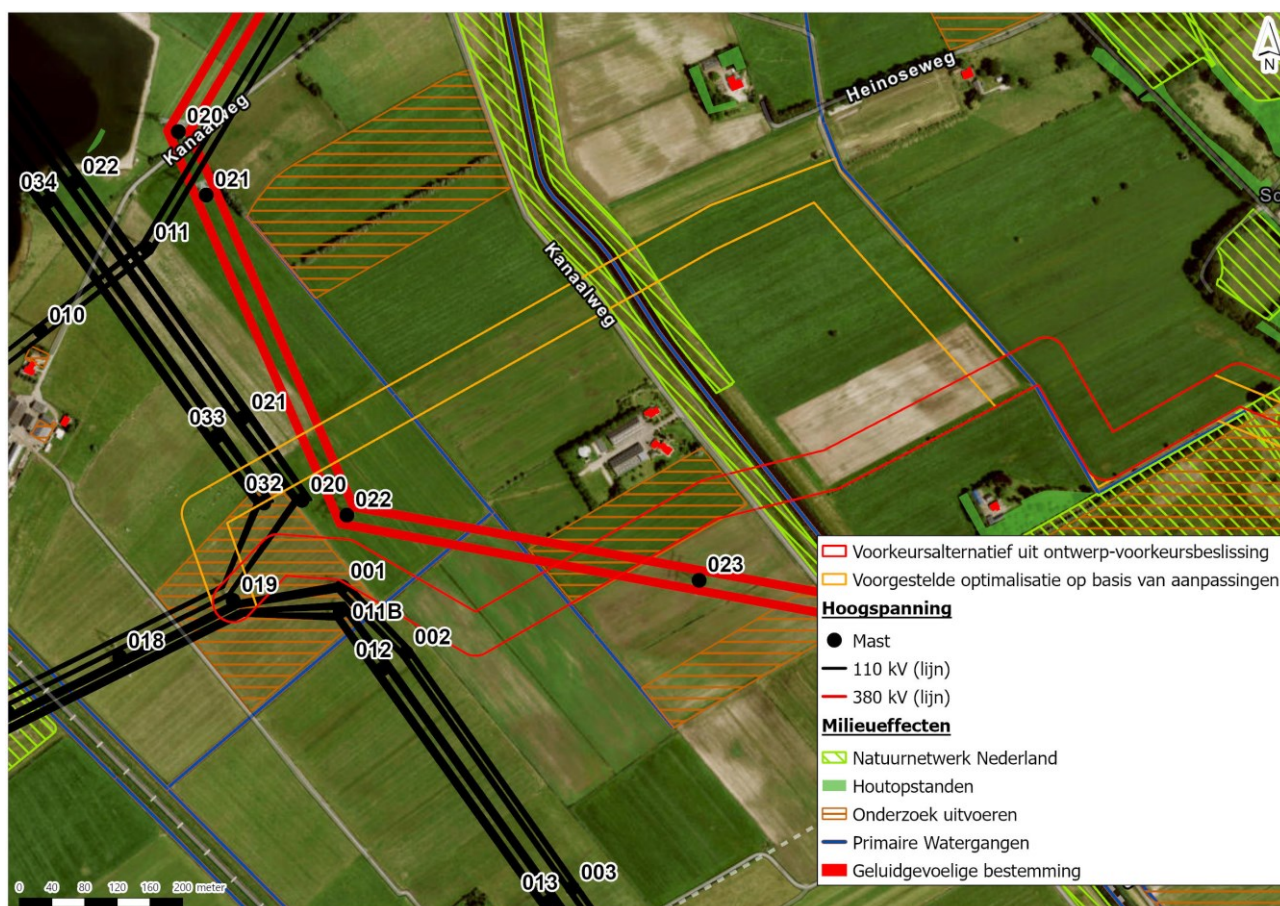 N
Heinoseweg
020
Kanaalweg
022
034
021
011
Kanaalweg
010
021
033
032
020
022
023
019
001
011B
002
018
012
013
003
0 40 80 120 160 200 meter
Voorkeursalternatief uit ontwerp-voorkeursbeslissing
Voorgestelde optimalisatie op basis van aanpassingen
Hoogspanning
Mast
110 kV (lijn)
380 kV (lijn)
Milieueffecten
Natuurnetwerk Nederland
Houtopstanden
Onderzoek uitvoeren
Primaire Watergangen
Geluidgevoelige bestemming